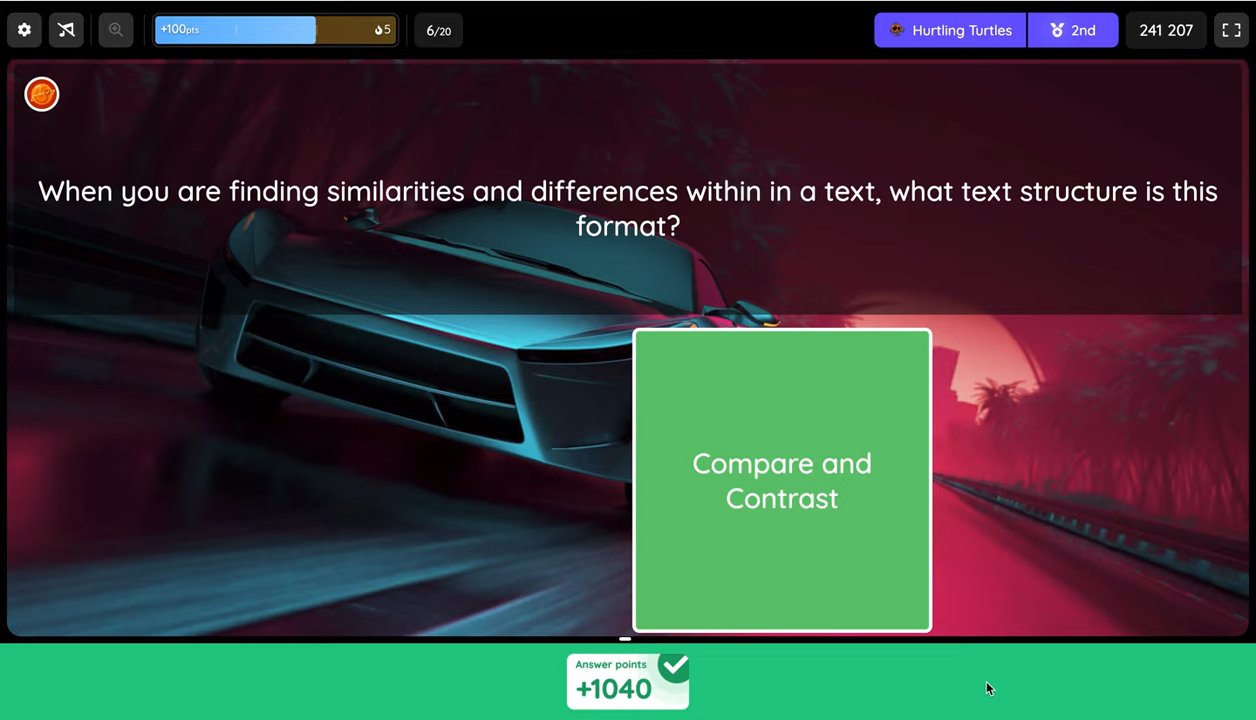 +100pts
5
6/20
Hurtling Turtles
2nd
241 207
When you are finding similarities and differences within in a text, what text structure is this
format?
Compare and
Contrast
Answer points
+1040